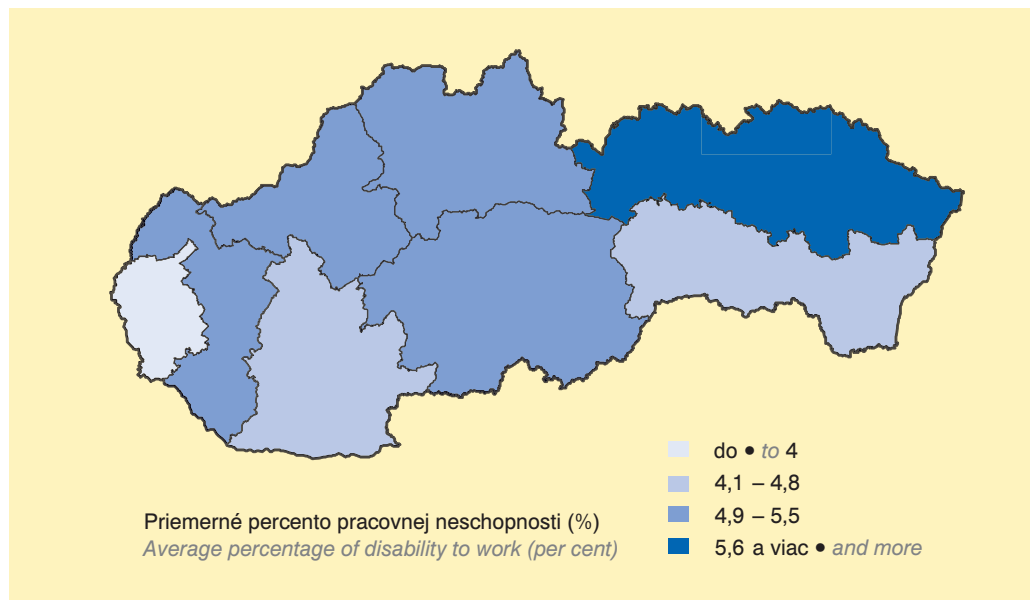 do • to 4
4,1 – 4,8
4,9 – 5,5
5,6 a viac • and more
Priemerné percento pracovnej neschopnosti (%)
Average percentage of disability to work (per cent)